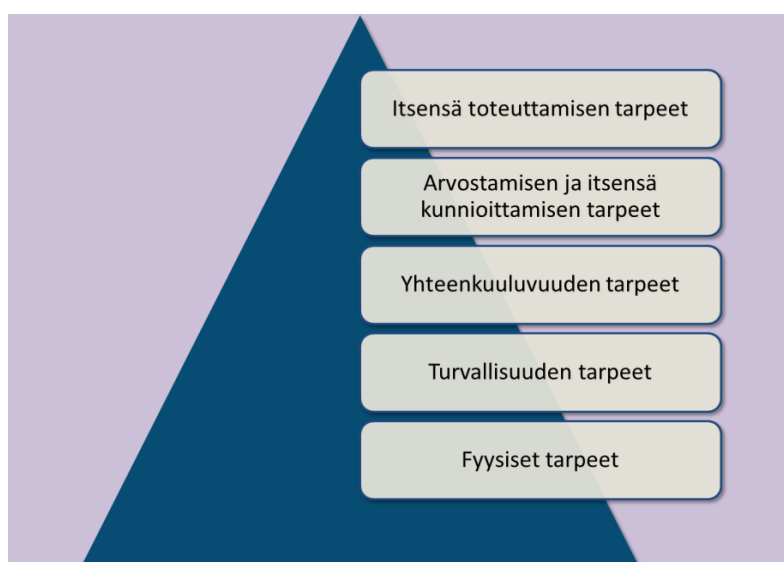 Itsensä toteuttamisen tarpeet
Arvostamisen ja itsensä
kunnioittamisen tarpeet
Yhteenkuuluvuuden tarpeet
Turvallisuuden tarpeet
Fyysiset tarpeet